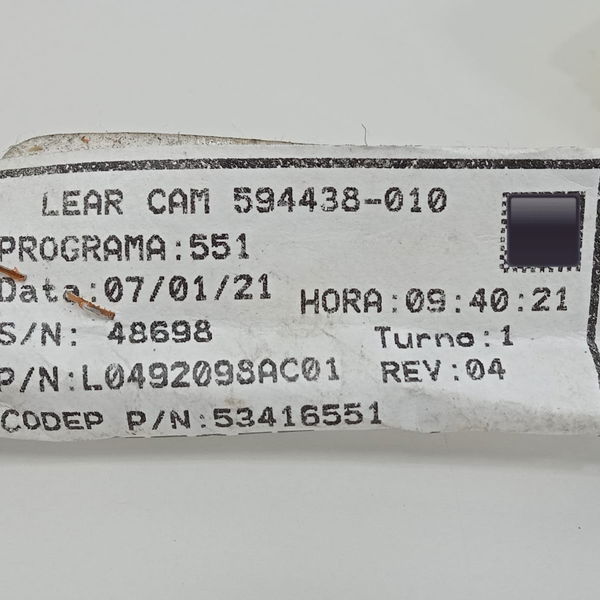 LEAR CAM 594438-010
PROGRAMA:551
Data:07/01/21 HORA:09:40:21
S/N: 48698 Turno:1
P/N:L0492098AC01 REV:04
CODEP P/N:53416551